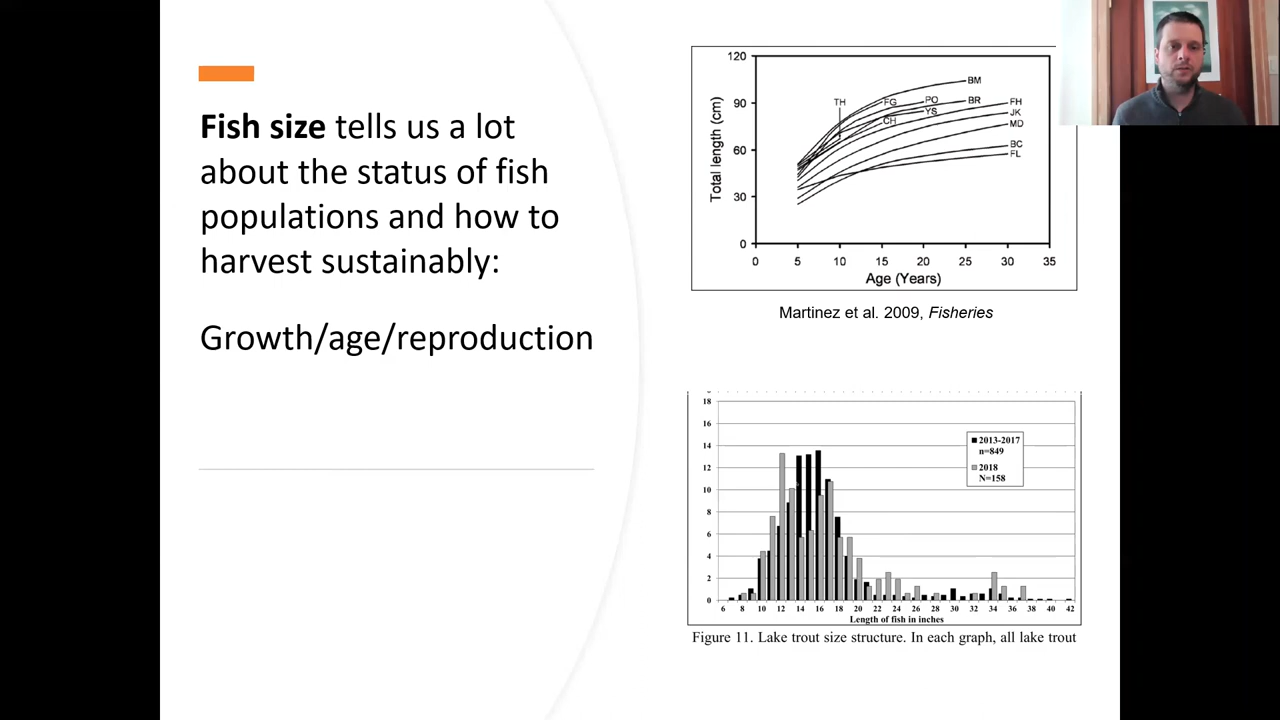 Fish size tells us a lot
about the status of fish
populations and how to
harvest sustainably:
Growth/age/reproduction
120
90
60
30
0
Total length (cm)
TH
FG
CH
PO
YS
BM
BR
FH
JK
MD
BC
FL
0 5 10 15 20 25 30 35
Age (Years)
Martinez et al. 2009, Fisheries
18
16
14
12
10
8
6
4
2
0
2013-2017
n=849
2018
N=158
6 8 10 12 14 16 18 20 22 24 26 28 30 32 34 36 38 40 42
Length of fish in inches
Figure 11. Lake trout size structure. In each graph, all lake trout